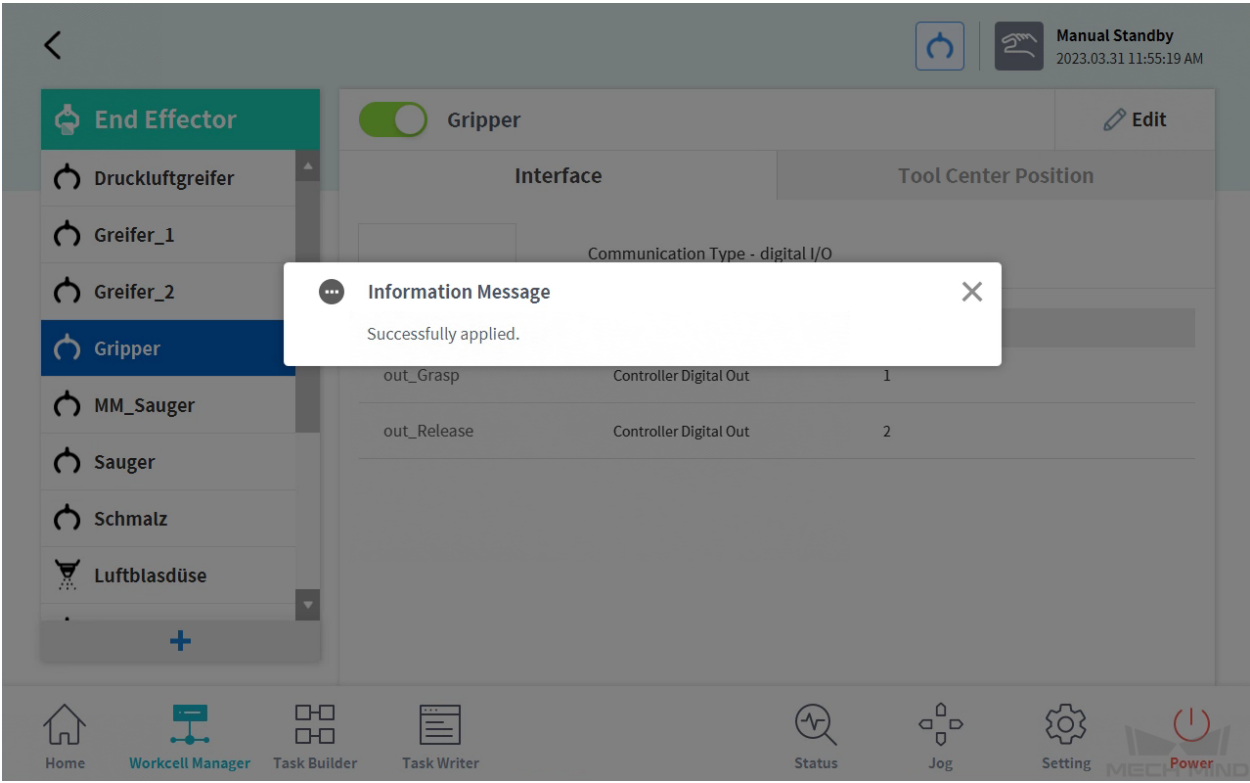 Manual Standby
2023.03.31 11:55:19 AM
End Effector
Gripper
Edit
Druckluftgreifer
Interface
Tool Center Position
Greifer_1
Communication Type - digital I/O
Greifer_2
Information Message
Successfully applied.
Gripper
out_Grasp Controller Digital Out 1
MM_Sauger
out_Release Controller Digital Out 2
Sauger
Schmalz
Luftblasdüse
Home
Workcell Manager
Task Builder
Task Writer
Status
Jog
Setting
Power
MECH MIND